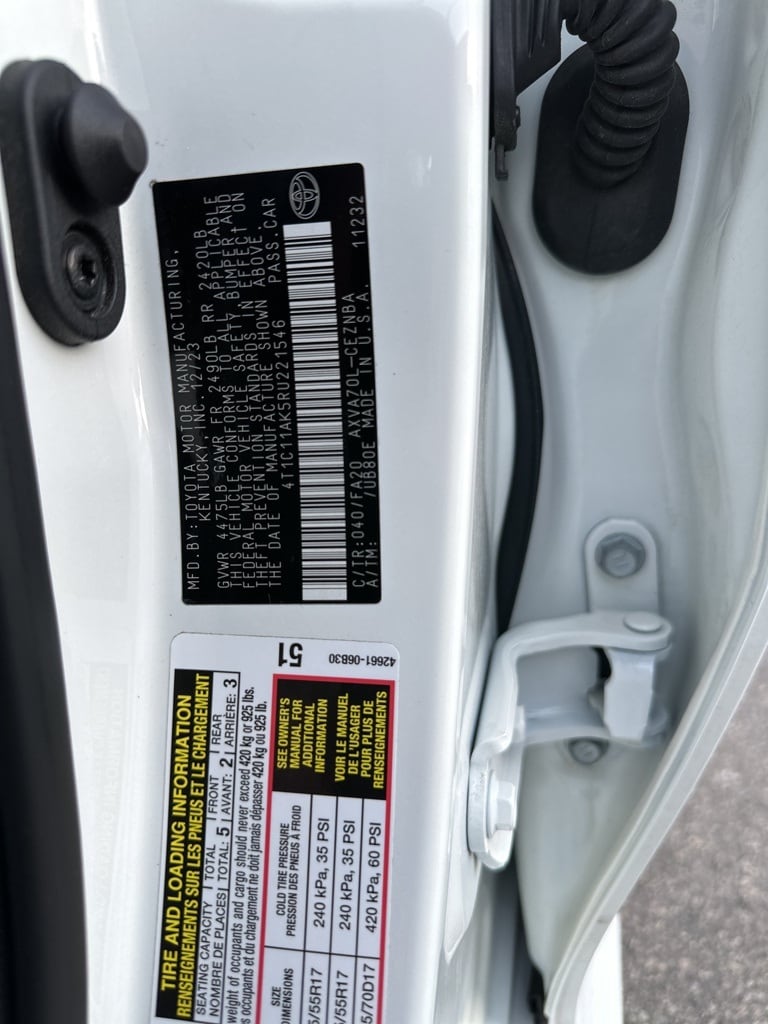 MFD.BY:TOYOTA MOTOR MANUFACTURING,
KENTUCKY,INC.12/23
GVWR 4475LB GAWR FR 2490LB RR 2420LB
THIS VEHICLE CONFORMS TO ALL APPLICABLE
FEDERAL MOTOR VEHICLE SAFETY, BUMPER, AND
THEFT PREVENTION STANDARDS IN EFFECT ON
THE DATE OF MANUFACTURE SHOWN ABOVE.
4T1C11AK5RU221546 PASS.CAR
C/TR:040/FA20 AXVA70L-CEZNBA 11232
A/TM: /UB80E MADE IN U.S.A.
TIRE AND LOADING INFORMATION
RENSEIGNEMENTS SUR LES PNEUS ET LE CHARGEMENT
SEATING CAPACITY TOTAL FRONT REAR
NOMBRE DE PLACES TOTAL: 5 AVANT: 2 ARRIÈRE: 3
weight of occupants and cargo should never exceed 420 kg or 925 lbs.
occupants et du chargement ne doit jamais dépasser 420 kg ou 925 lb.
SIZE
DIMENSIONS
COLD TIRE PRESSURE
PRESSION DES PNEUS À FROID
/55R17 240 kPa, 35 PSI
/55R17 240 kPa, 35 PSI
5/70D17 420 kPa, 60 PSI
SEE OWNER'S
MANUAL FOR
ADDITIONAL
INFORMATION
VOIR LE MANUEL
DE L'USAGER
POUR PLUS DE
RENSEIGNEMENTS
51
42661-06B30